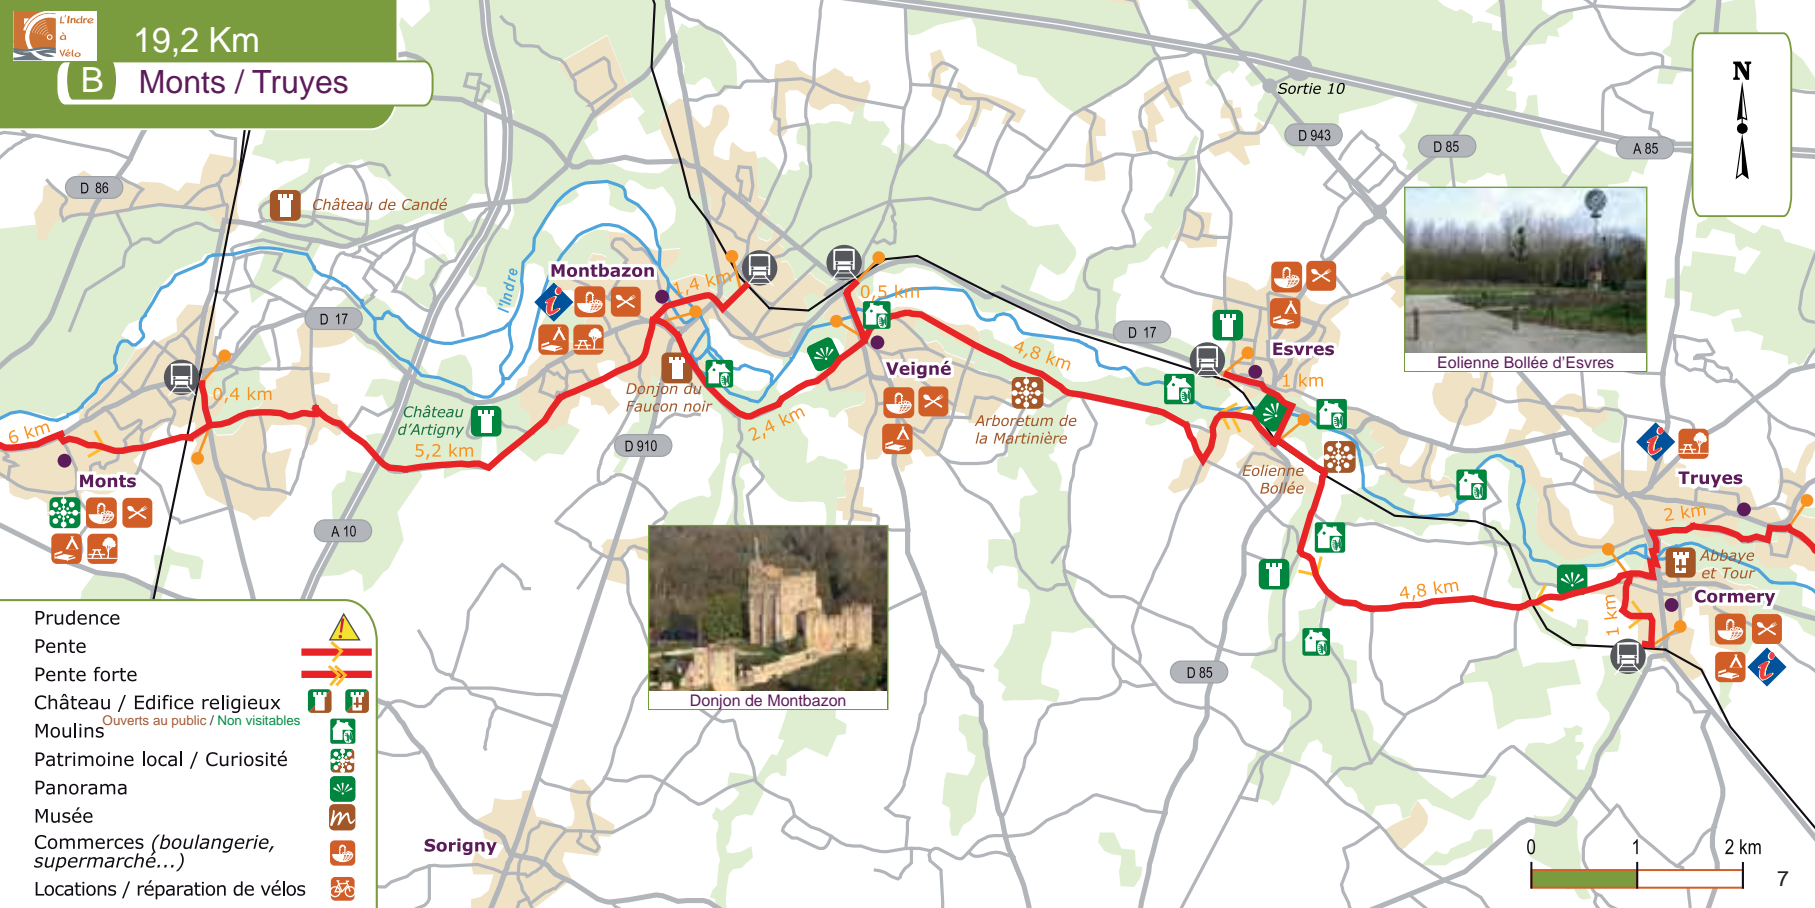 L'Indre
à
Vélo
19,2 Km
B
Monts / Truyes
Sortie 10
D 943
D 85
A 85
N
D 86
Château de Candé
l'Indre
Montbazon
1,4 km
0,5 km
D 17
D 17
Esvres
Eolienne Bollée d'Esvres
Veigné
4,8 km
1 km
0,4 km
Donjon du
Faucon noir
Château
d'Artigny
5,2 km
2,4 km
Arboretum de
la Martinière
6 km
D 910
Monts
Eolienne
Bollée
Truyes
2 km
A 10
Abbaye
et Tour
4,8 km
Cormery
1 km
Donjon de Montbazon
D 85
Prudence
Pente
Pente forte
Château / Edifice religieux
Ouverts au public / Non visitables
Moulins
Patrimoine local / Curiosité
Panorama
Musée
Commerces (boulangerie,
supermarché...)
Locations / réparation de vélos
Sorigny
0 1 2 km
7